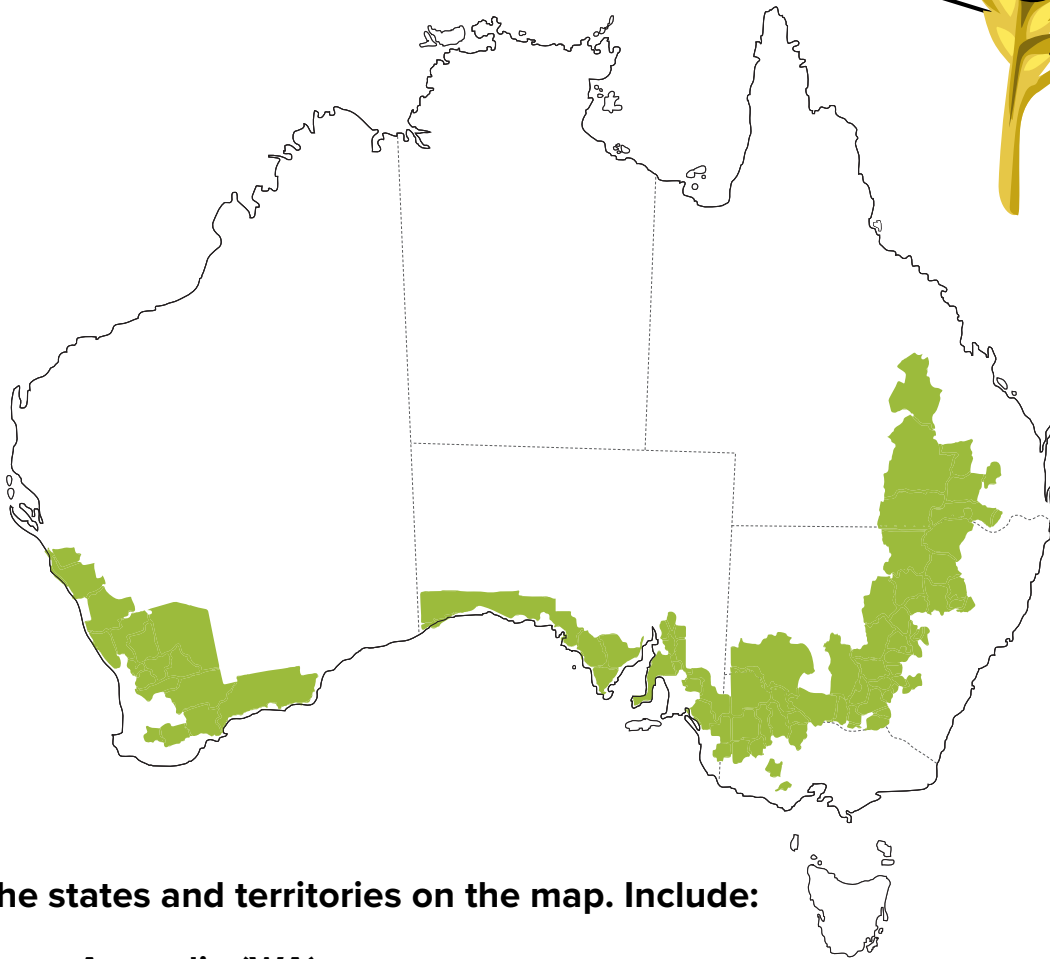 he states and territories on the map. Include: